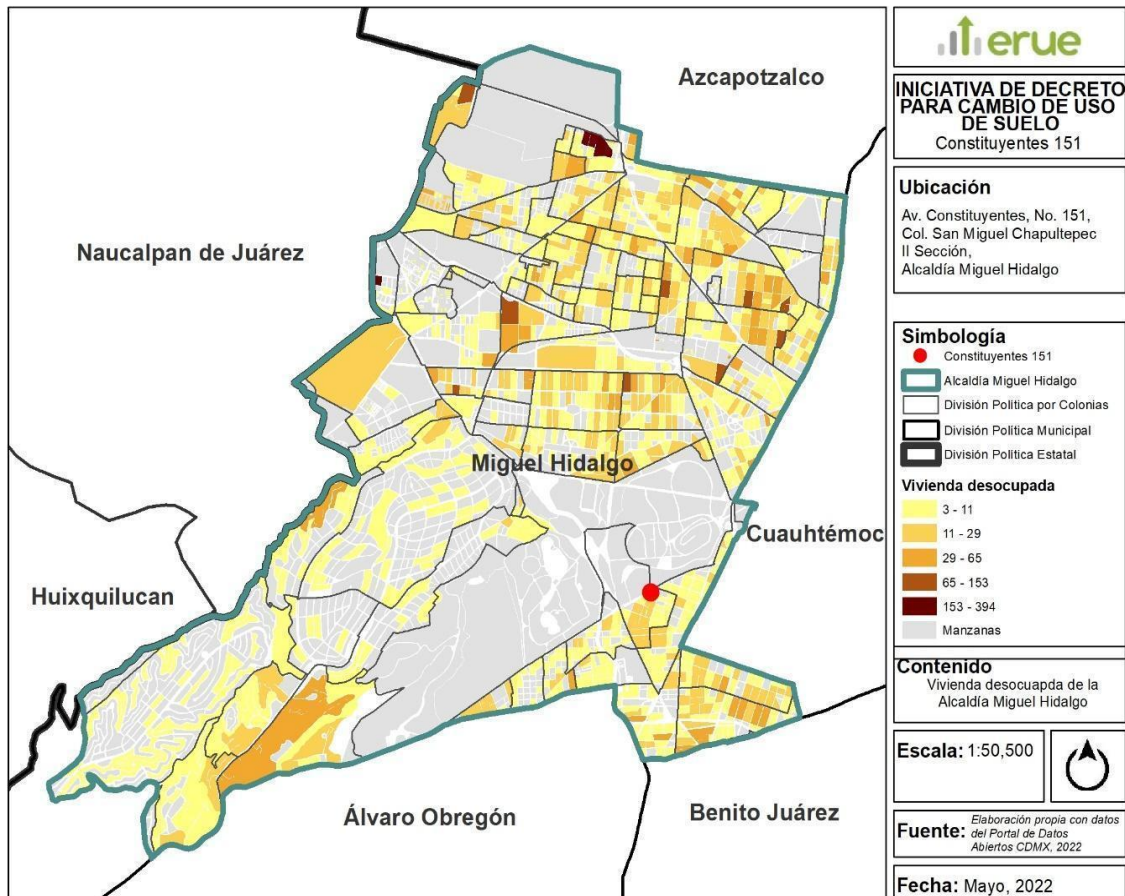 Azcapotzalco
Naucalpan de Juárez
Miguel Hidalgo
Cuauhtémoc
Huixquilucan
Álvaro Obregón
Benito Juárez
erue
INICIATIVA DE DECRETO
PARA CAMBIO DE USO
DE SUELO
Constituyentes 151
Ubicación
Av. Constituyentes, No. 151,
Col. San Miguel Chapultepec
II Sección,
Alcaldía Miguel Hidalgo
Simbología
Constituyentes 151
Alcaldía Miguel Hidalgo
División Política por Colonias
División Política Municipal
División Política Estatal
Vivienda desocupada
3 - 11
11 - 29
29 - 65
65 - 153
153 - 394
Manzanas
Contenido
Vivienda desocuapda de la
Alcaldía Miguel Hidalgo
Escala: 1:50,500
Fuente: Elaboración propia con datos
del Portal de Datos
Abiertos CDMX, 2022
Fecha: Mayo, 2022